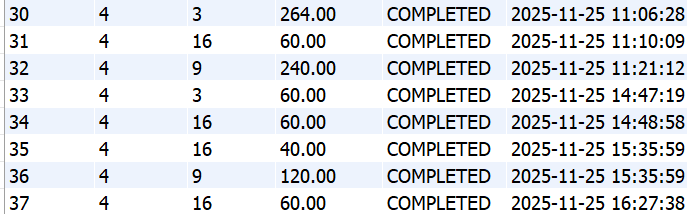 30 4 3 264.00 COMPLETED 2025-11-25 11:06:28
31 4 16 60.00 COMPLETED 2025-11-25 11:10:09
32 4 9 240.00 COMPLETED 2025-11-25 11:21:12
33 4 3 60.00 COMPLETED 2025-11-25 14:47:19
34 4 16 60.00 COMPLETED 2025-11-25 14:48:58
35 4 16 40.00 COMPLETED 2025-11-25 15:35:59
36 4 9 120.00 COMPLETED 2025-11-25 15:35:59
37 4 16 60.00 COMPLETED 2025-11-25 16:27:38